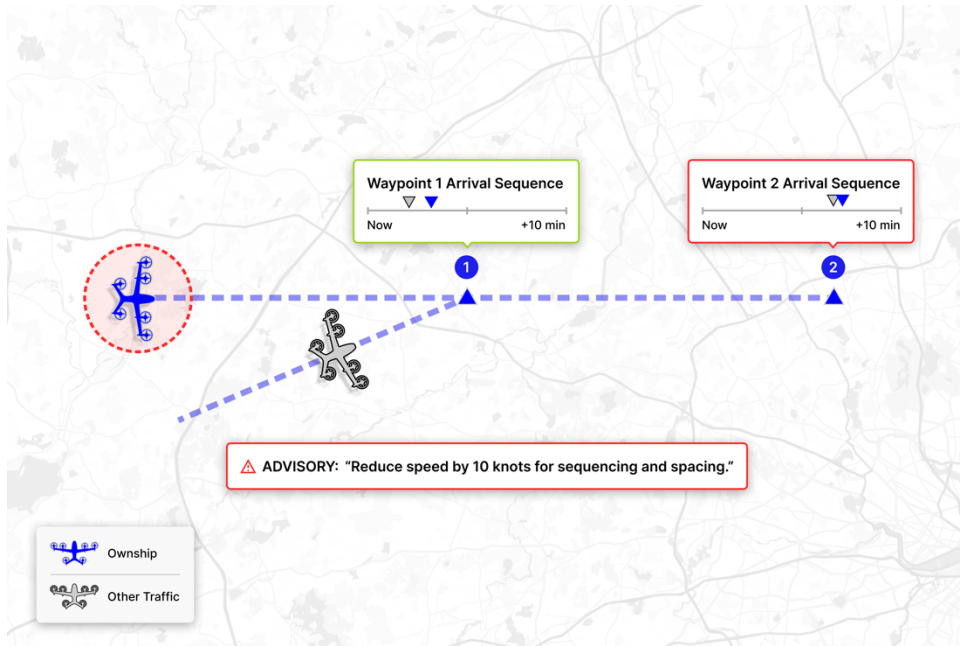 Waypoint 1 Arrival Sequence
Now +10 min
Waypoint 2 Arrival Sequence
Now +10 min
1
2
ADVISORY: “Reduce speed by 10 knots for sequencing and spacing.”
Ownship
Other Traffic